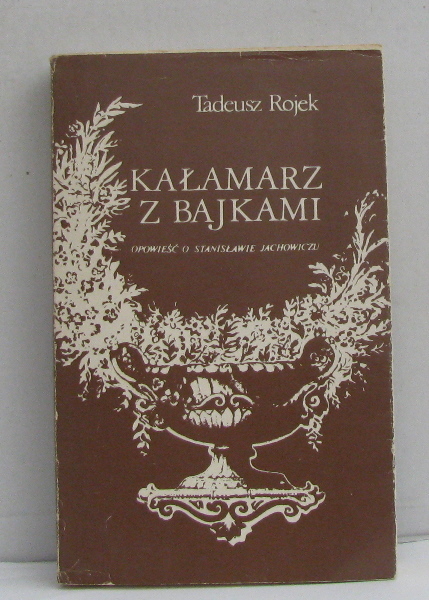 Tadeusz Rojek
KAŁAMARZ
Z BAJKAMI
OPOWIEŚĆ O STANISŁAWIE JACHOWICZU